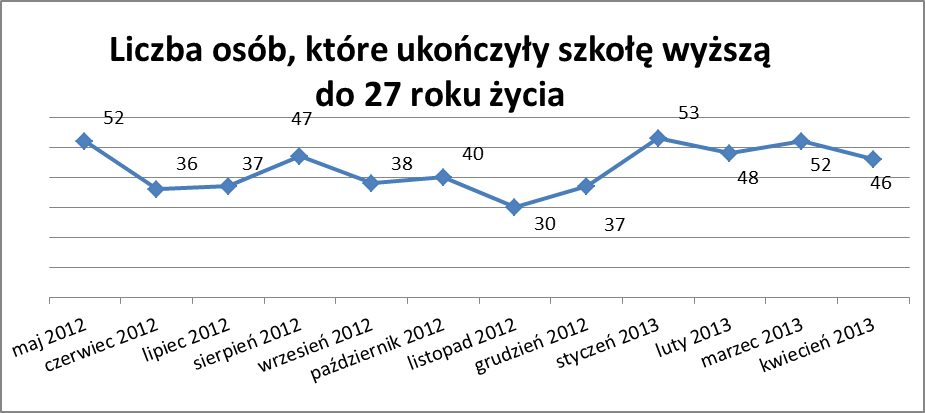 Liczba osób, które ukończyły szkołę wyższą
do 27 roku życia
52
36
37
47
38
40
30
37
53
48
52
46
maj 2012
czerwiec 2012
lipiec 2012
sierpień 2012
wrzesień 2012
październik 2012
listopad 2012
grudzień 2012
styczeń 2013
luty 2013
marzec 2013
kwiecień 2013